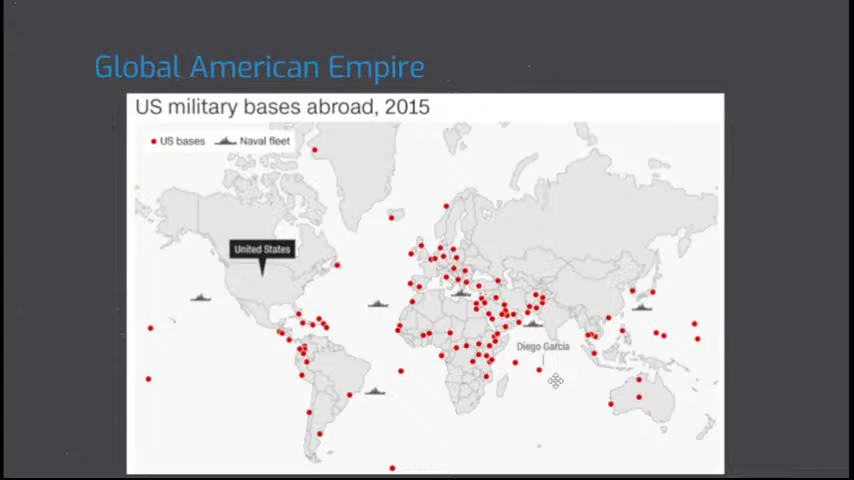 Global American Empire
US military bases abroad, 2015
US bases
Naval fleet
United States
Diego Garcia